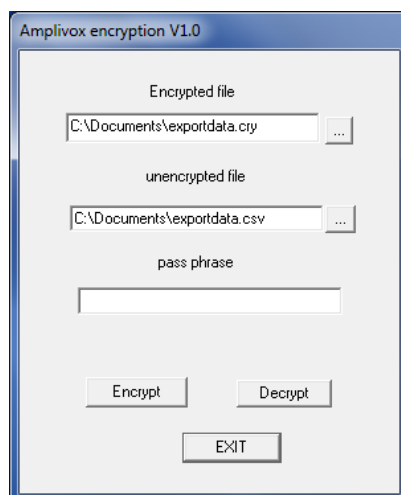 Amplivox encryption V1.0
Encrypted file
C:\Documents\exportdata.cry
...
unencrypted file
C:\Documents\exportdata.csv
...
pass phrase
Encrypt Decrypt
EXIT